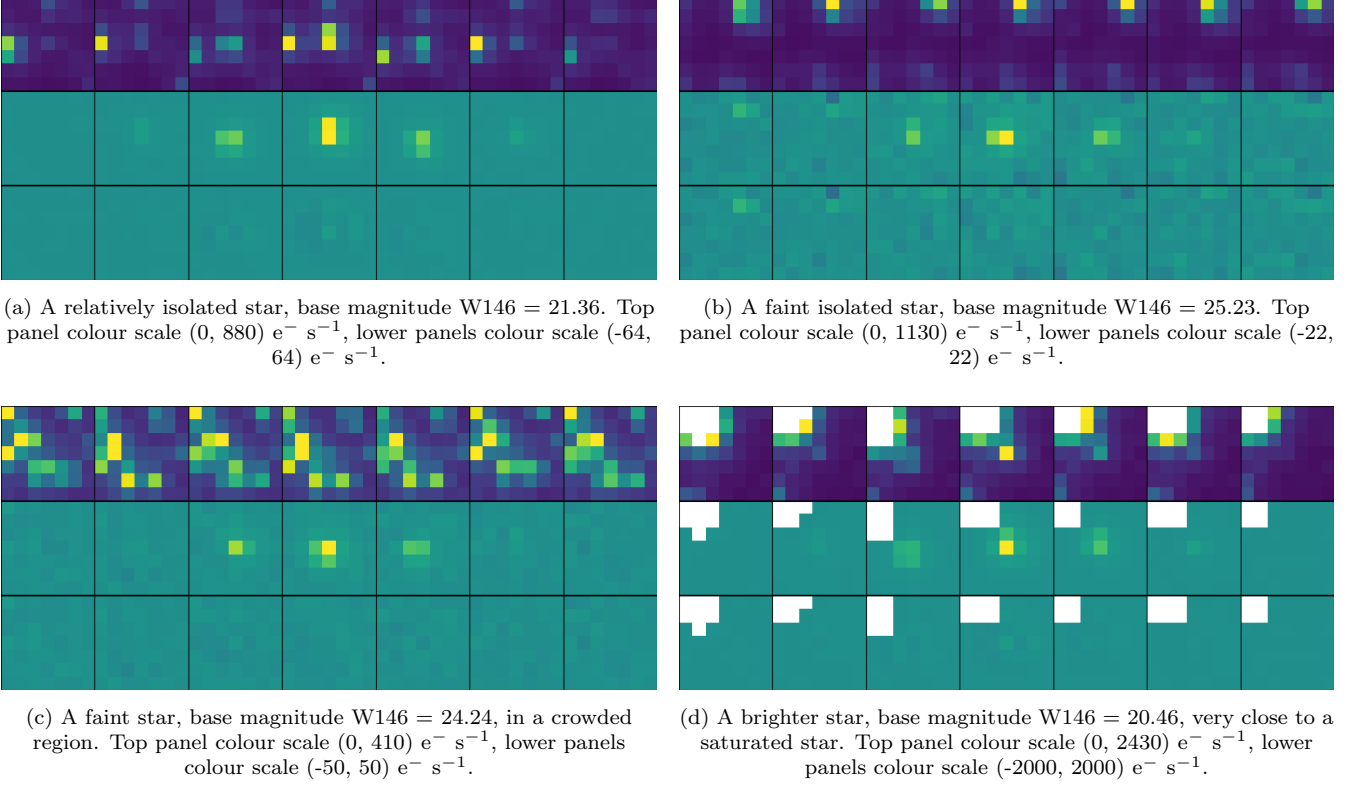 (a) A relatively isolated star, base magnitude W146 = 21.36. Top
panel colour scale (0, 880) e⁻ s⁻¹, lower panels colour scale (-64,
64) e⁻ s⁻¹.
(b) A faint isolated star, base magnitude W146 = 25.23. Top
panel colour scale (0, 1130) e⁻ s⁻¹, lower panels colour scale (-22,
22) e⁻ s⁻¹.
(c) A faint star, base magnitude W146 = 24.24, in a crowded
region. Top panel colour scale (0, 410) e⁻ s⁻¹, lower panels
colour scale (-50, 50) e⁻ s⁻¹.
(d) A brighter star, base magnitude W146 = 20.46, very close to a
saturated star. Top panel colour scale (0, 2430) e⁻ s⁻¹, lower
panels colour scale (-2000, 2000) e⁻ s⁻¹.